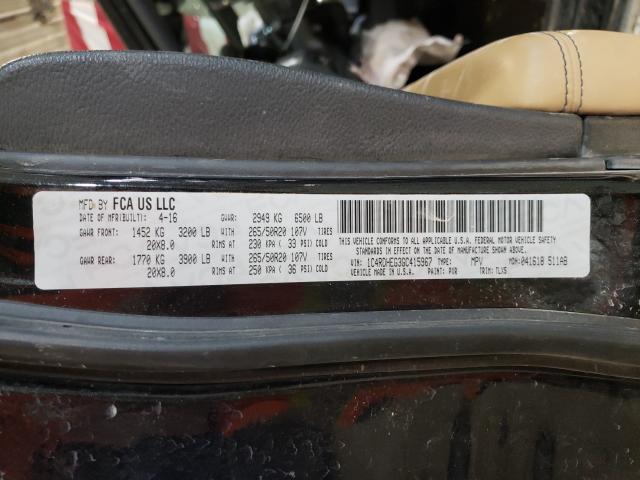 MFD BY FCA US LLC
DATE OF MFR(BUILT): 4-16 GVWR: 2949 KG 6500 LB
GAWR FRONT: 1452 KG 3200 LB WITH 265/50R20 107V TIRES
20X8.0 RIMS AT 230 KPA ( 33 PSI) COLD
GAWR REAR: 1770 KG 3900 LB WITH 265/50R20 107V TIRES
20X8.0 RIMS AT 250 KPA ( 36 PSI) COLD
THIS VEHICLE CONFORMS TO ALL APPLICABLE U.S.A. FEDERAL MOTOR VEHICLE SAFETY
STANDARDS IN EFFECT ON THE DATE OF MANUFACTURE SHOWN ABOVE.
VIN: 1C4RDHEG3GC415967 TYPE: MPV MDH: 041618 511AB
VEHICLE MADE IN U.S.A. PAINT: PXR TRIM: TLXS